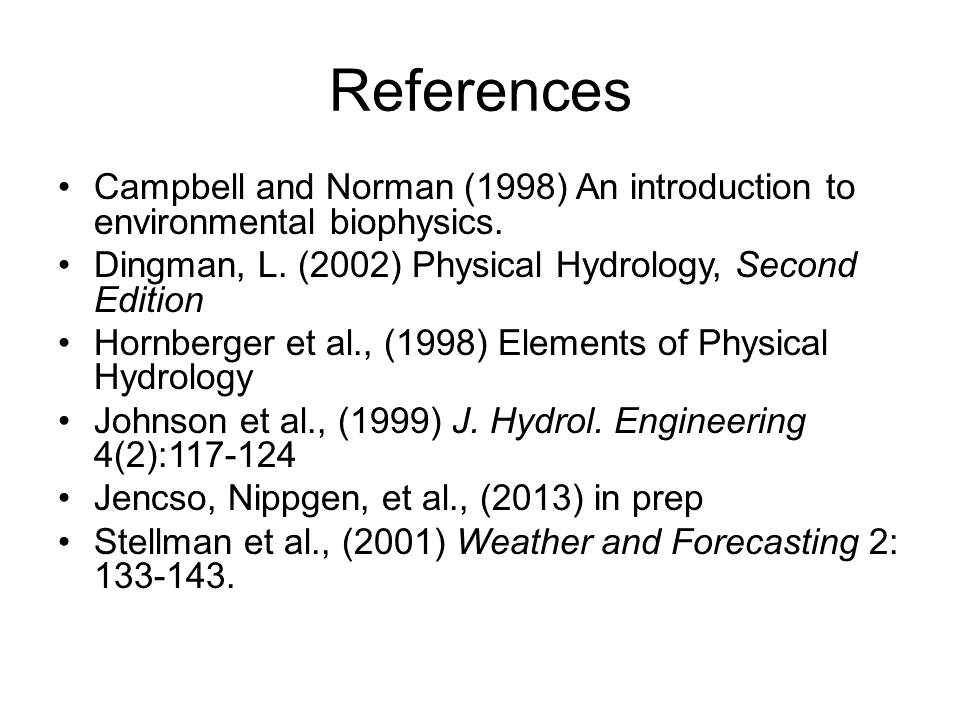 References
• Campbell and Norman (1998) An introduction to
environmental biophysics.
• Dingman, L. (2002) Physical Hydrology, Second
Edition
• Hornberger et al., (1998) Elements of Physical
Hydrology
• Johnson et al., (1999) J. Hydrol. Engineering
4(2):117-124
• Jencso, Nippgen, et al., (2013) in prep
• Stellman et al., (2001) Weather and Forecasting 2:
133-143.